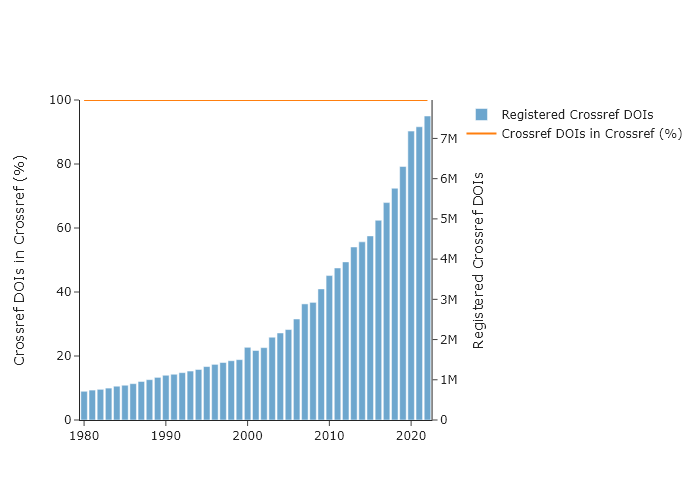 100
80
60
40
20
0
Crossref DOIs in Crossref (%)
1980
1990
2000
2010
2020
7M
6M
5M
4M
3M
2M
1M
0
Registered Crossref DOIs
Registered Crossref DOIs
Crossref DOIs in Crossref (%)